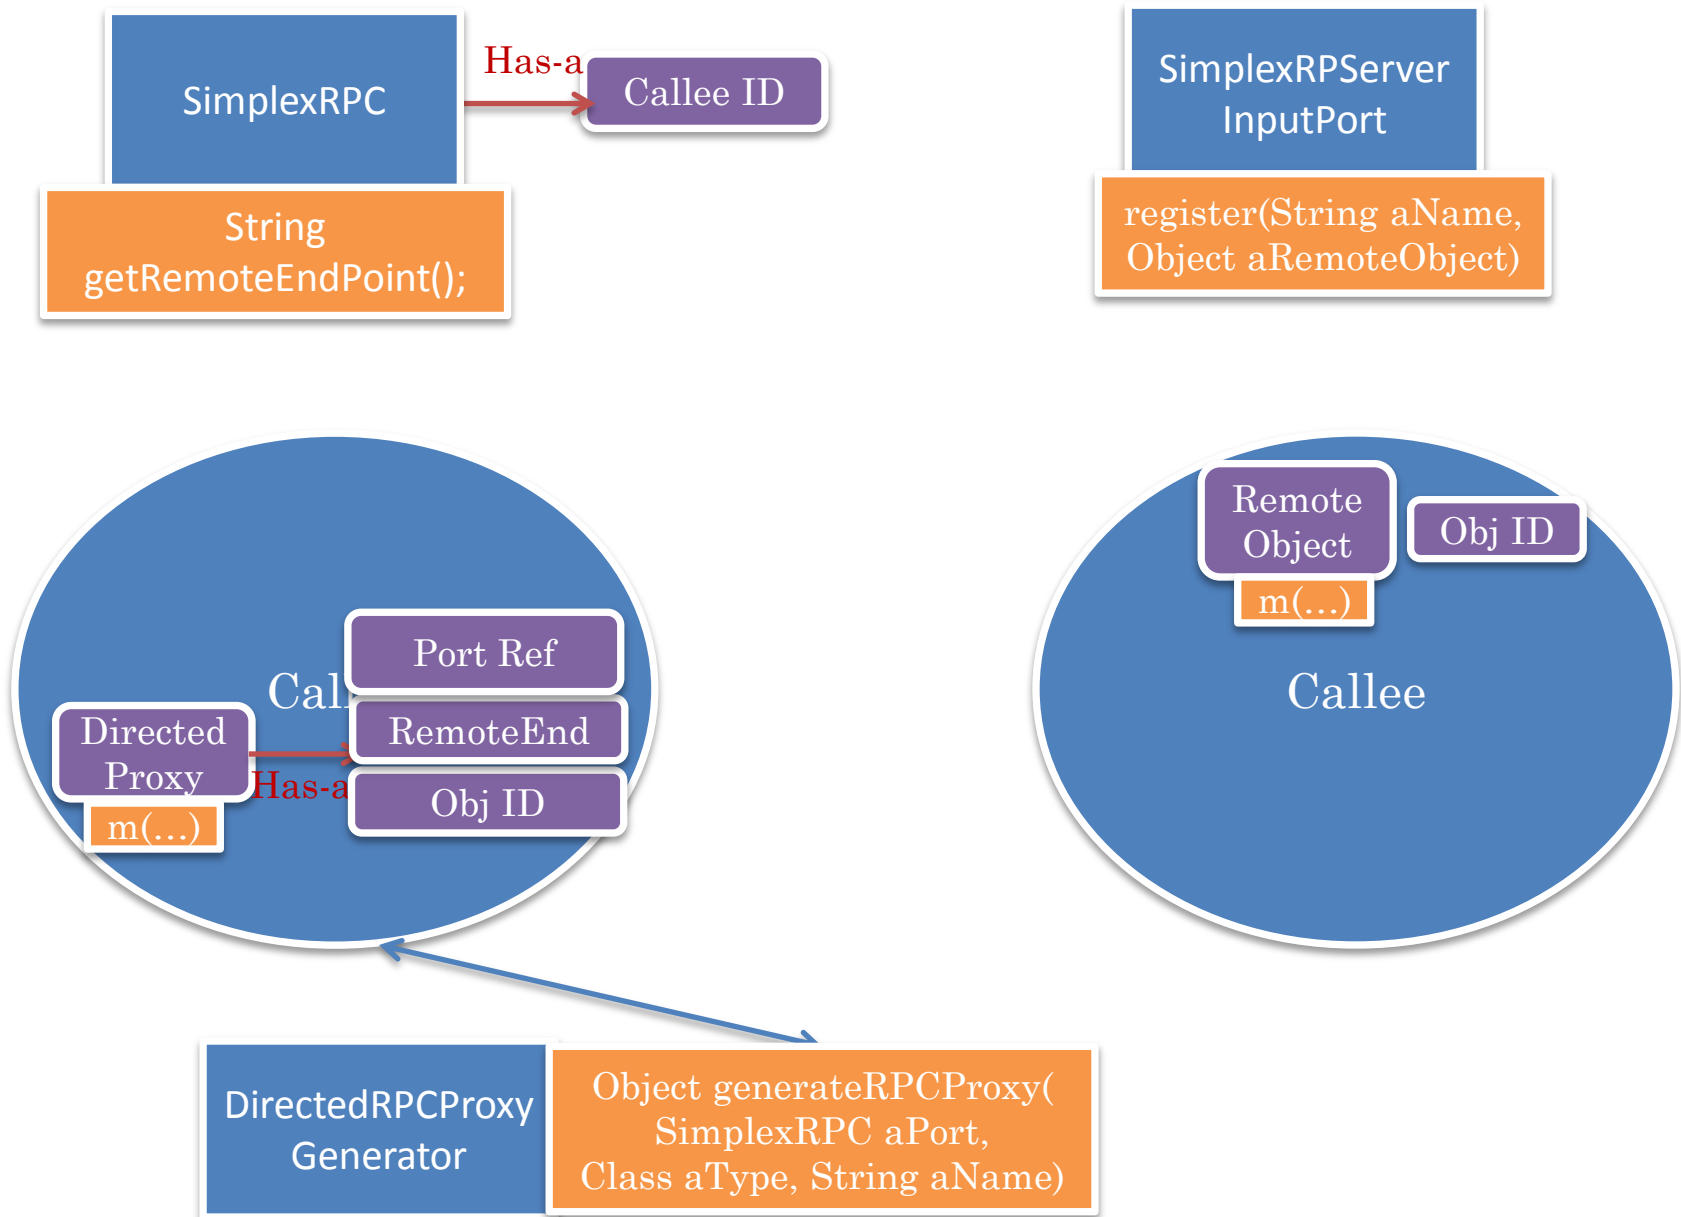 SimplexRPC
Has-a
Callee ID
String
getRemoteEndPoint();
SimplexRPServer
InputPort
register(String aName,
Object aRemoteObject)
Port Ref
Call
RemoteEnd
Directed
Proxy
Has-a
Obj ID
m(...)
Remote
Object
Obj ID
m(...)
Callee
DirectedRPCProxy
Generator
Object generateRPCProxy(
SimplexRPC aPort,
Class aType, String aName)